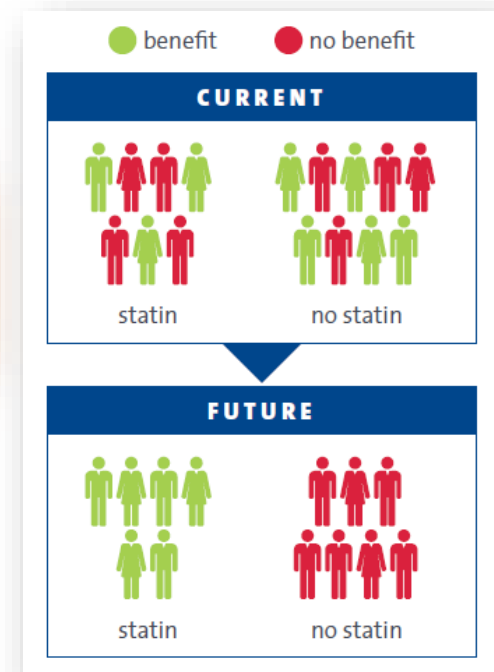 benefit no benefit
CURRENT
statin no statin
FUTURE
statin no statin